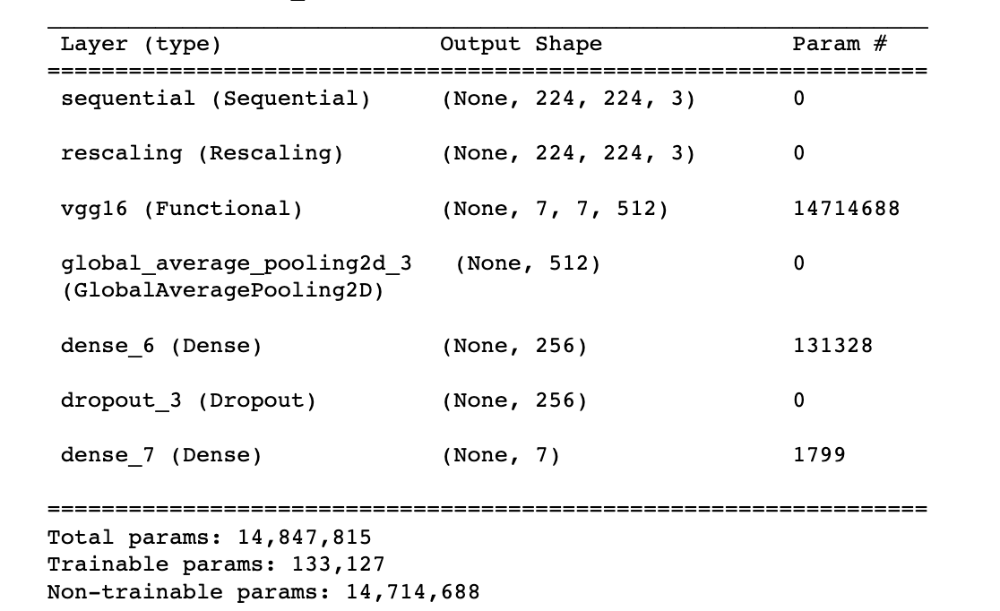 Layer (type) Output Shape Param #
=================================================================
sequential (Sequential) (None, 224, 224, 3) 0
rescaling (Rescaling) (None, 224, 224, 3) 0
vgg16 (Functional) (None, 7, 7, 512) 14714688
global_average_pooling2d_3 (None, 512) 0
(GlobalAveragePooling2D)
dense_6 (Dense) (None, 256) 131328
dropout_3 (Dropout) (None, 256) 0
dense_7 (Dense) (None, 7) 1799
=================================================================
Total params: 14,847,815
Trainable params: 133,127
Non-trainable params: 14,714,688